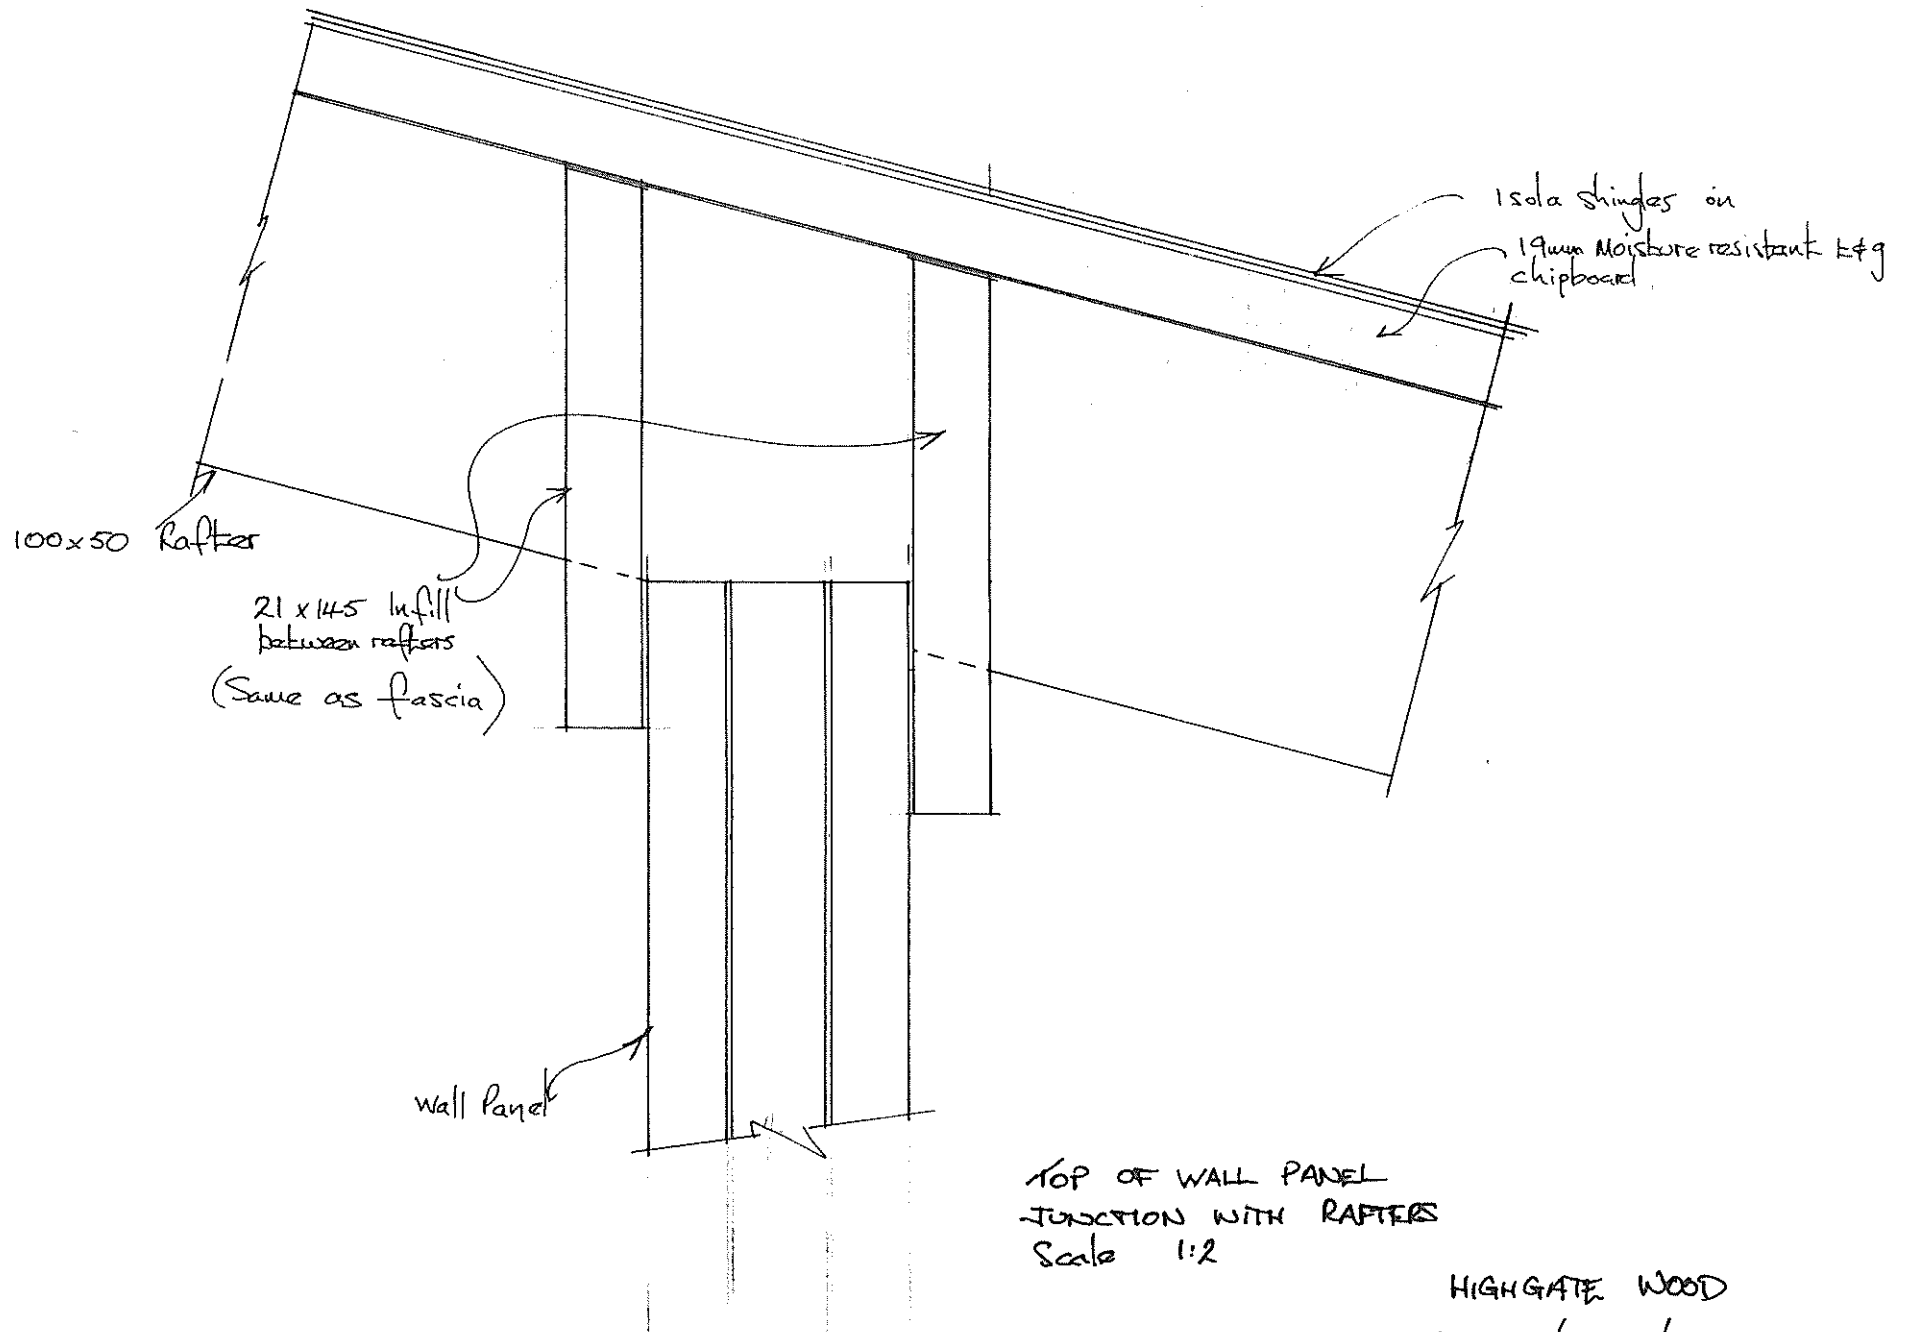 Isola shingles on
19mm Moisture resistant t&g
chipboard
100x50 Rafter
21 x 145 Infill
between rafters
(Same as fascia)
Wall Panel
TOP OF WALL PANEL
JUNCTION WITH RAFTERS
Scale 1:2
HIGHGATE WOOD